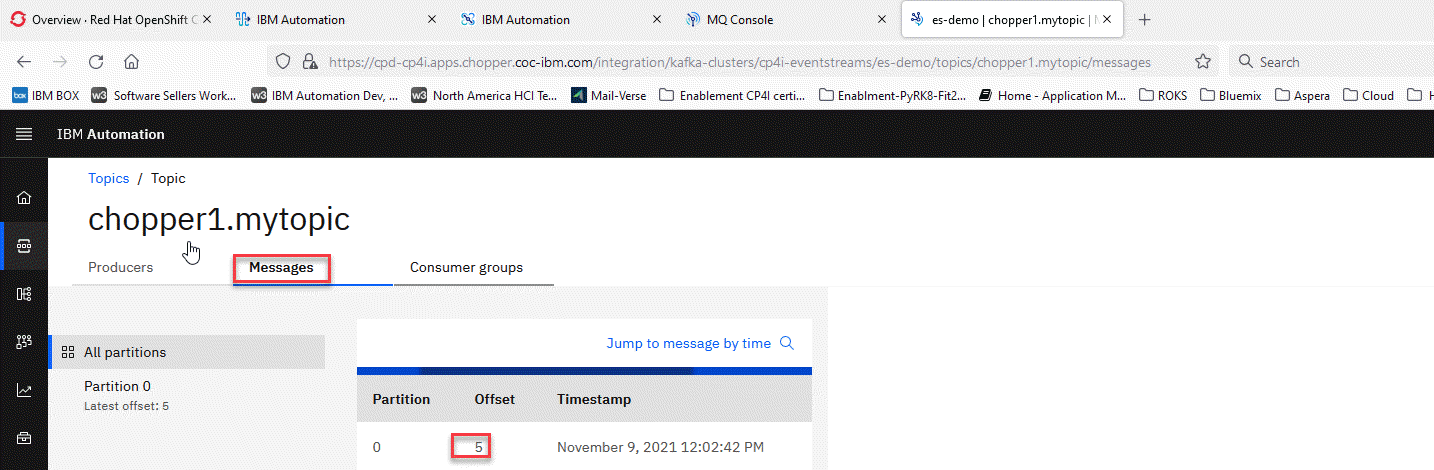 Overview · Red Hat OpenShift C
IBM Automation
IBM Automation
MQ Console
es-demo | chopper1.mytopic |
https://cpd-cp4i.apps.chopper.coc-ibm.com/integration/kafka-clusters/cp4i-eventstreams/es-demo/topics/chopper1.mytopic/messages
Search
box IBM BOX
w3 Software Sellers Work...
w3 IBM Automation Dev, ...
w3 North America HCI Te...
Mail-Verse
Enablement CP4I certi...
Enablment-PyRK8-Fit2...
Home - Application M...
ROKS
Bluemix
Aspera
Cloud
IBM Automation
Topics / Topic
chopper1.mytopic
Producers Messages Consumer groups
All partitions
Partition 0
Latest offset: 5
Jump to message by time
Partition Offset Timestamp
0 5 November 9, 2021 12:02:42 PM